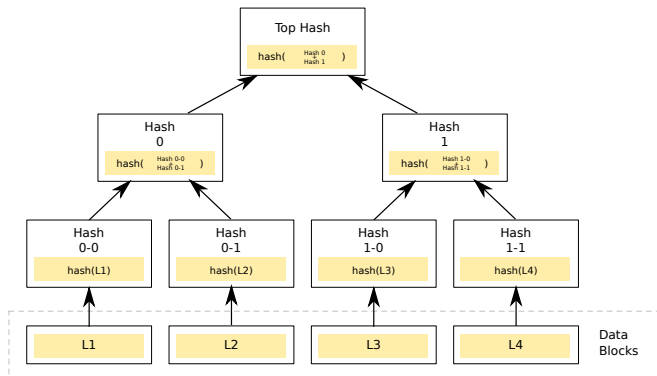 Top Hash
hash( Hash 0 + Hash 1 )
Hash
0
hash( Hash 0-0 + Hash 0-1 )
Hash
1
hash( Hash 1-0 + Hash 1-1 )
Hash
0-0
hash(L1)
Hash
0-1
hash(L2)
Hash
1-0
hash(L3)
Hash
1-1
hash(L4)
L1
L2
L3
L4
Data
Blocks